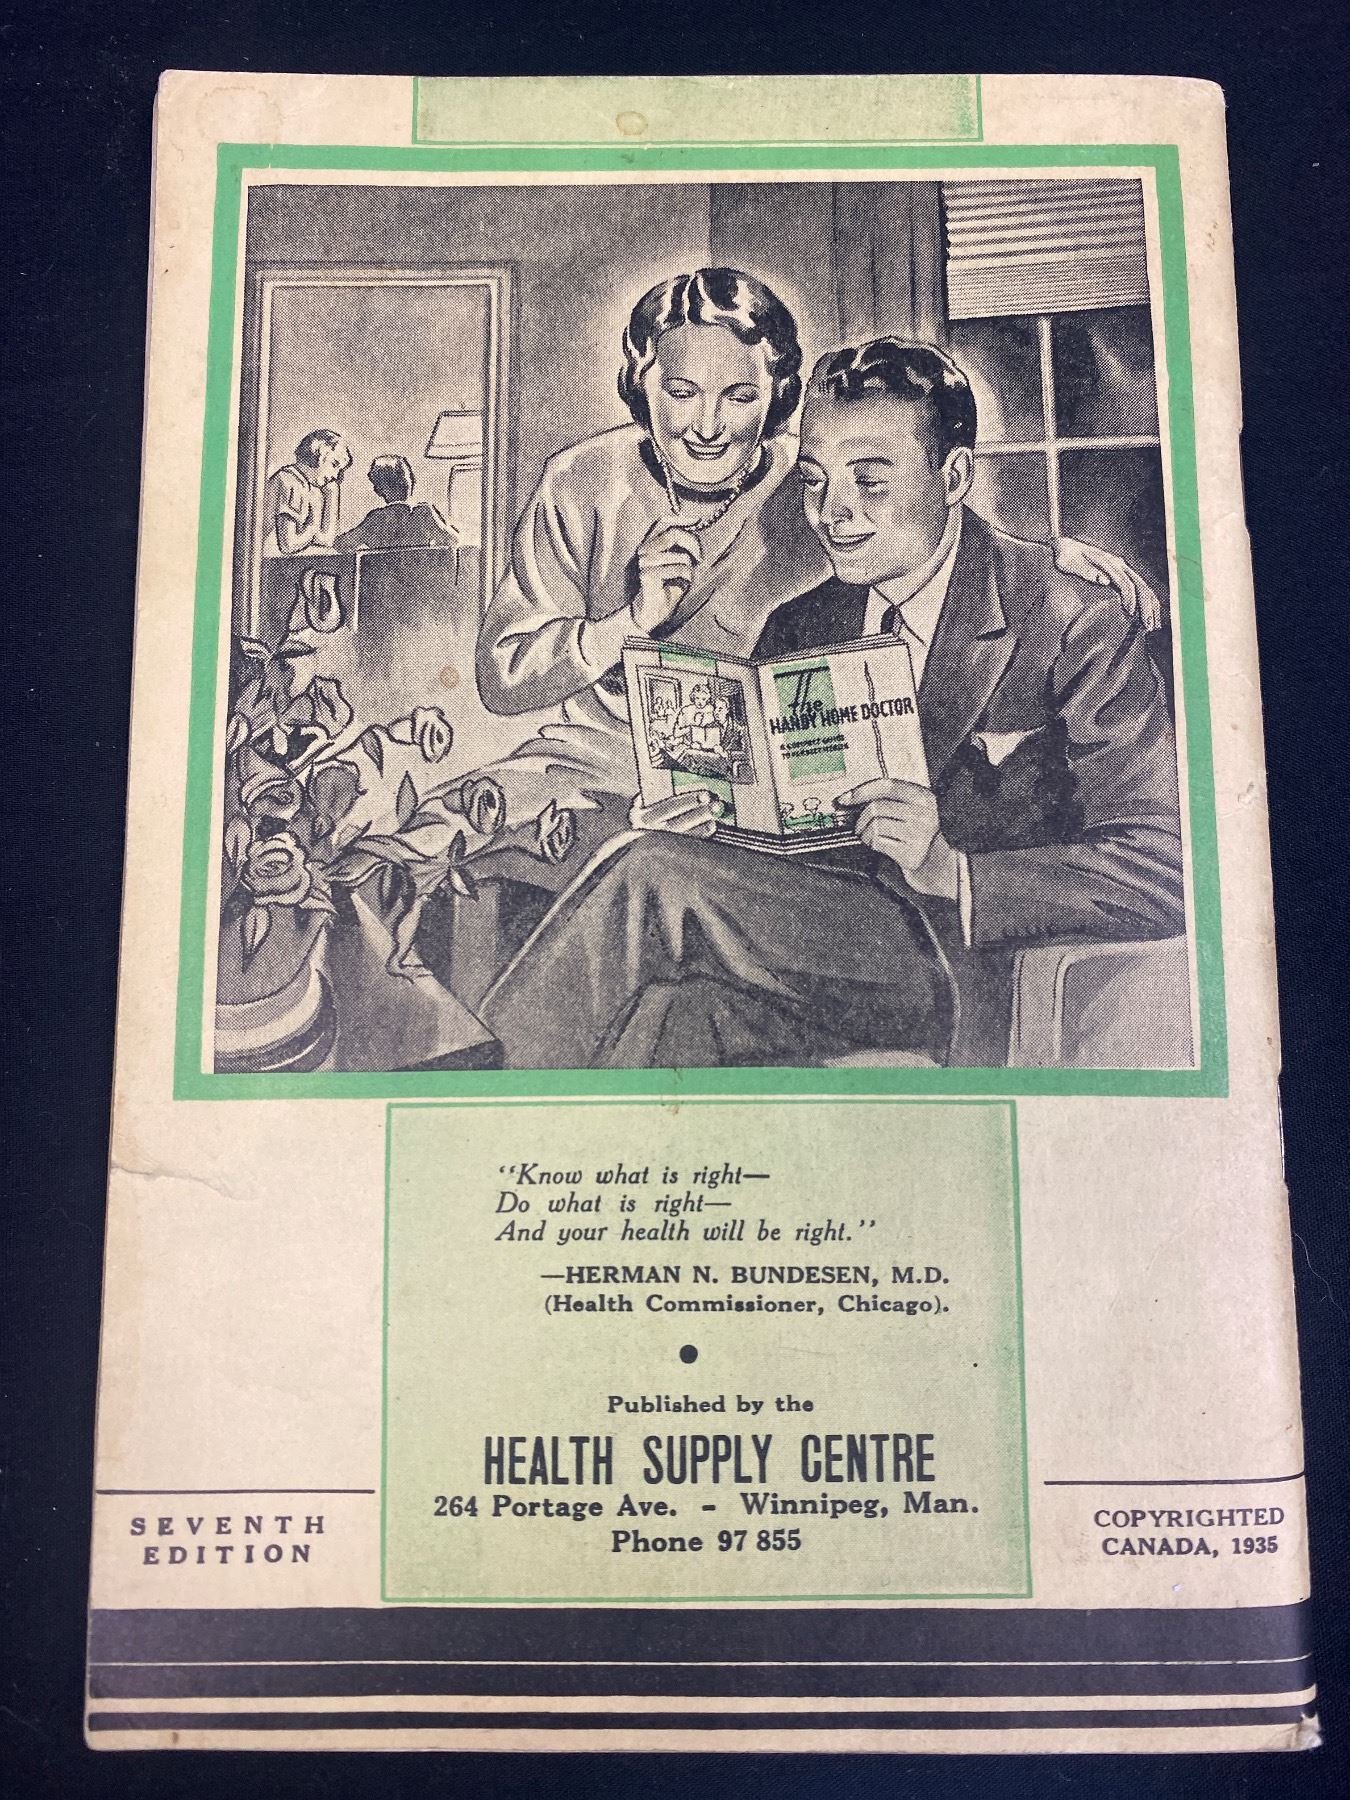 The
HANDY HOME DOCTOR
A COMPACT GUIDE
“Know what is right—
Do what is right—
And your health will be right.”
—HERMAN N. BUNDESEN, M.D.
(Health Commissioner, Chicago).
Published by the
HEALTH SUPPLY CENTRE
264 Portage Ave. - Winnipeg, Man.
Phone 97 855
SEVENTH
EDITION
COPYRIGHTED
CANADA, 1935